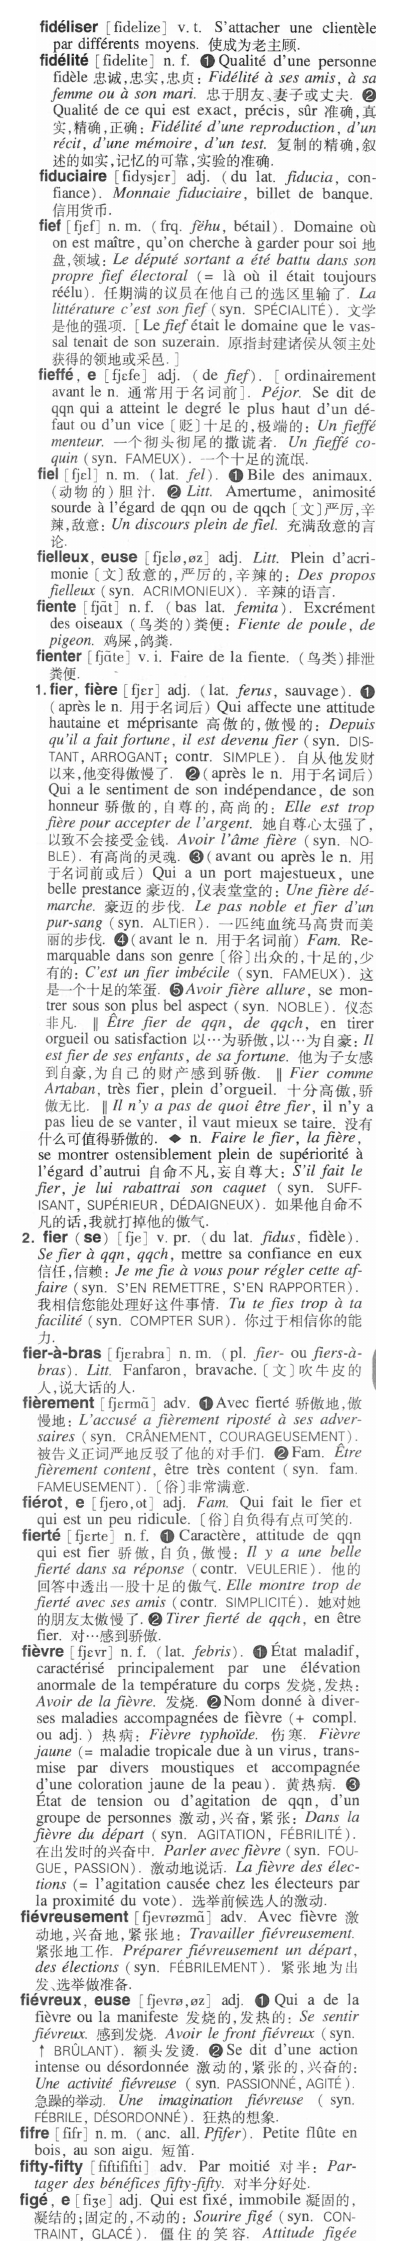 fidéliser [fidelize] v. t. S'attacher une clientèle
par différents moyens. 使成为老主顾.
fidélité [fidelite] n. f. ❶ Qualité d'une personne
fidèle 忠诚,忠实,忠贞: Fidélité à ses amis, à sa
femme ou à son mari. 忠于朋友、妻子或丈夫. ❷
Qualité de ce qui est exact, précis, sûr 准确,真
实,精确,正确: Fidélité d'une reproduction, d'un
récit, d'une mémoire, d'un test. 复制的精确,叙
述的如实,记忆的可靠,实验的准确.
fiduciaire [fidysjɛr] adj. (du lat. fiducia, con-
fiance). Monnaie fiduciaire, billet de banque.
信用货币.
fief [fjɛf] n. m. (frq. fëhu, bétail). Domaine où
on est maître, qu'on cherche à garder pour soi 地
盘,领域: Le député sortant a été battu dans son
propre fief électoral (= là où il était toujours
réélu). 任期满的议员在他自己的选区里输了. La
littérature c'est son fief (syn. SPÉCIALITÉ). 文学
是他的强项. [Le fief était le domaine que le vas-
sal tenait de son suzerain. 原指封建诸侯从领主处
获得的领地或采邑.]
fieffé, e [fjɛfe] adj. (de fief). [ordinairement
avant le n. 通常用于名词前]. Péjor. Se dit de
qqn qui a atteint le degré le plus haut d'un dé-
faut ou d'un vice [贬]十足的,极端的: Un fieffé
menteur. 一个彻头彻尾的撒谎者. Un fieffé co-
quin (syn. FAMEUX). 一个十足的流氓.
fiel [fjɛl] n. m. (lat. fel). ❶ Bile des animaux.
(动物的)胆汁. ❷ Litt. Amertume, animosité
sourde à l'égard de qqn ou de qqch [文]严厉,辛
辣,敌意: Un discours plein de fiel. 充满敌意的言
论.
fielleux, euse [fjɛlø,øz] adj. Litt. Plein d'acri-
monie [文]敌意的,严厉的,辛辣的: Des propos
fielleux (syn. ACRIMONIEUX). 辛辣的语言.
fiente [fjɑ̃t] n. f. (bas lat. femita). Excrément
des oiseaux (鸟类的)粪便: Fiente de poule, de
pigeon. 鸡屎,鸽粪.
fienter [fjɑ̃te] v. i. Faire de la fiente. (鸟类)排泄
粪便.
1. fier, fière [fjɛr] adj. (lat. ferus, sauvage). ❶
(après le n. 用于名词后) Qui affecte une attitude
hautaine et méprisante 高傲的,傲慢的: Depuis
qu'il a fait fortune, il est devenu fier (syn. DIS-
TANT, ARROGANT; contr. SIMPLE). 自从他发财
以来,他变得傲慢了. ❷(après le n. 用于名词后)
Qui a le sentiment de son indépendance, de son
honneur 骄傲的,自尊的,高尚的: Elle est trop
fière pour accepter de l'argent. 她自尊心太强了,
以致不会接受金钱. Avoir l'âme fière (syn. NO-
BLE). 有高尚的灵魂. ❸(avant ou après le n. 用
于名词前或后) Qui a un port majestueux, une
belle prestance 豪迈的,仪表堂堂的: Une fière dé-
marche. 豪迈的步伐. Le pas noble et fier d'un
pur-sang (syn. ALTIER). 一匹纯血统马高贵而美
丽的步伐. ❹(avant le n. 用于名词前) Fam. Re-
marquable dans son genre [俗]出众的,十足的,少
有的: C'est un fier imbécile (syn. FAMEUX). 这
是一个十足的笨蛋. ❺Avoir fière allure, se mon-
trer sous son plus bel aspect (syn. NOBLE). 仪态
非凡. ‖ Être fier de qqn, de qqch, en tirer
orgueil ou satisfaction 以…为骄傲,以…为自豪: Il
est fier de ses enfants, de sa fortune. 他为子女感
到自豪,为自己的财产感到骄傲. ‖ Fier comme
Artaban, très fier, plein d'orgueil. 十分高傲,骄
傲无比. ‖ Il n'y a pas de quoi être fier, il n'y a
pas lieu de se vanter, il vaut mieux se taire. 没有
什么可值得骄傲的. ◆ n. Faire le fier, la fière,
se montrer ostensiblement plein de supériorité à
l'égard d'autrui 自命不凡,妄自尊大: S'il fait le
fier, je lui rabattrai son caquet (syn. SUFF-
ISANT, SUPÉRIEUR, DÉDAIGNEUX). 如果他自命不
凡的话,我就打掉他的傲气.
2. fier (se) [fje] v. pr. (du lat. fidus, fidèle).
Se fier à qqn, qqch, mettre sa confiance en eux
信任,信赖: Je me fie à vous pour régler cette af-
faire (syn. S'EN REMETTRE, S'EN RAPPORTER).
我相信您能处理好这件事情. Tu te fies trop à ta
facilité (syn. COMPTER SUR). 你过于相信你的能
力.
fier-à-bras [fjɛrabra] n. m. (pl. fier- ou fiers-à-
bras). Litt. Fanfaron, bravache. [文]吹牛皮的
人,说大话的人.
fièrement [fjɛrmɑ̃] adv. ❶Avec fierté 骄傲地,傲
慢地: L'accusé a fièrement riposté à ses adver-
saires (syn. CRÂNEMENT, COURAGEUSEMENT).
被告义正词严地反驳了他的对手们. ❷Fam. Être
fièrement content, être très content (syn. fam.
FAMEUSEMENT). [俗]非常满意.
fiérot, e [fjero,ot] adj. Fam. Qui fait le fier et
qui est un peu ridicule. [俗]自负得有点可笑的.
fierté [fjɛrte] n. f. ❶ Caractère, attitude de qqn
qui est fier 骄傲,自负,傲慢: Il y a une belle
fierté dans sa réponse (contr. VEULERIE). 他的
回答中透出一股十足的傲气. Elle montre trop de
fierté avec ses amis (contr. SIMPLICITÉ). 她对她
的朋友太傲慢了. ❷ Tirer fierté de qqch, en être
fier. 对…感到骄傲.
fièvre [fjɛvr] n. f. (lat. febris). ❶État maladif,
caractérisé principalement par une élévation
anormale de la température du corps 发烧,发热:
Avoir de la fièvre. 发烧. ❷Nom donné à diver-
ses maladies accompagnées de fièvre (+ compl.
ou adj.) 热病: Fièvre typhoïde. 伤寒. Fièvre
jaune (= maladie tropicale due à un virus, trans-
mise par divers moustiques et accompagnée
d'une coloration jaune de la peau). 黄热病. ❸
État de tension ou d'agitation de qqn, d'un
groupe de personnes 激动,兴奋,紧张: Dans la
fièvre du départ (syn. AGITATION, FÉBRILITÉ).
在出发时的兴奋中. Parler avec fièvre (syn. FOU-
GUE, PASSION). 激动地说话. La fièvre des élec-
tions (= l'agitation causée chez les électeurs par
la proximité du vote). 选举前候选人的激动.
fiévreusement [fjevrøzmɑ̃] adv. Avec fièvre 激
动地,兴奋地,紧张地: Travailler fiévreusement.
紧张地工作. Préparer fiévreusement un départ,
des élections (syn. FÉBRILEMENT). 紧张地为出
发、选举做准备.
fiévreux, euse [fjevrø,øz] adj. ❶ Qui a de la
fièvre ou la manifeste 发烧的,发热的: Se sentir
fiévreux. 感到发烧. Avoir le front fiévreux (syn.
↑ BRÛLANT). 额头发烫. ❷Se dit d'une action
intense ou désordonnée 激动的,紧张的,兴奋的:
Une activité fiévreuse (syn. PASSIONNÉ, AGITÉ).
急躁的举动. Une imagination fiévreuse (syn.
FÉBRILE, DÉSORDONNÉ). 狂热的想象.
fifre [fifr] n. m. (anc. all. Pfifer). Petite flûte en
bois, au son aigu. 短笛.
fifty-fifty [fiftififti] adv. Par moitié 对半: Par-
tager des bénéfices fifty-fifty. 对半分好处.
figé, e [fiʒe] adj. Qui est fixé, immobile 凝固的,
凝结的;固定的,不动的: Sourire figé (syn. CON-
TRAINT, GLACÉ). 僵住的笑容. Attitude figée